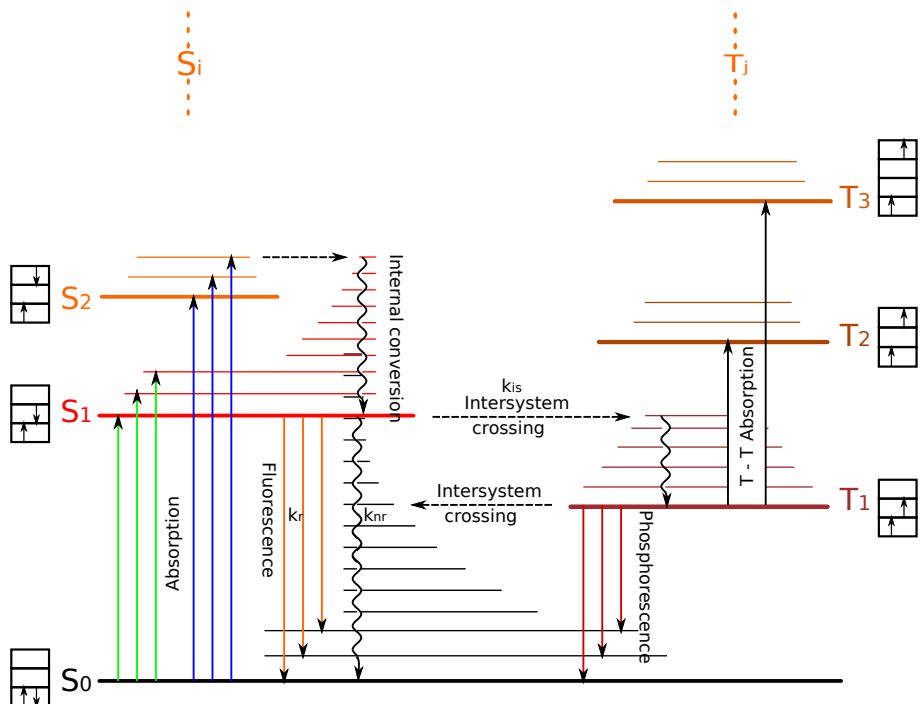 Si
Tj
T3
S2
Internal conversion
T2
S1
kis
Intersystem
crossing
T - T Absorption
Absorption
Fluorescence
kr
knr
Intersystem
crossing
T1
Phosphorescence
S0